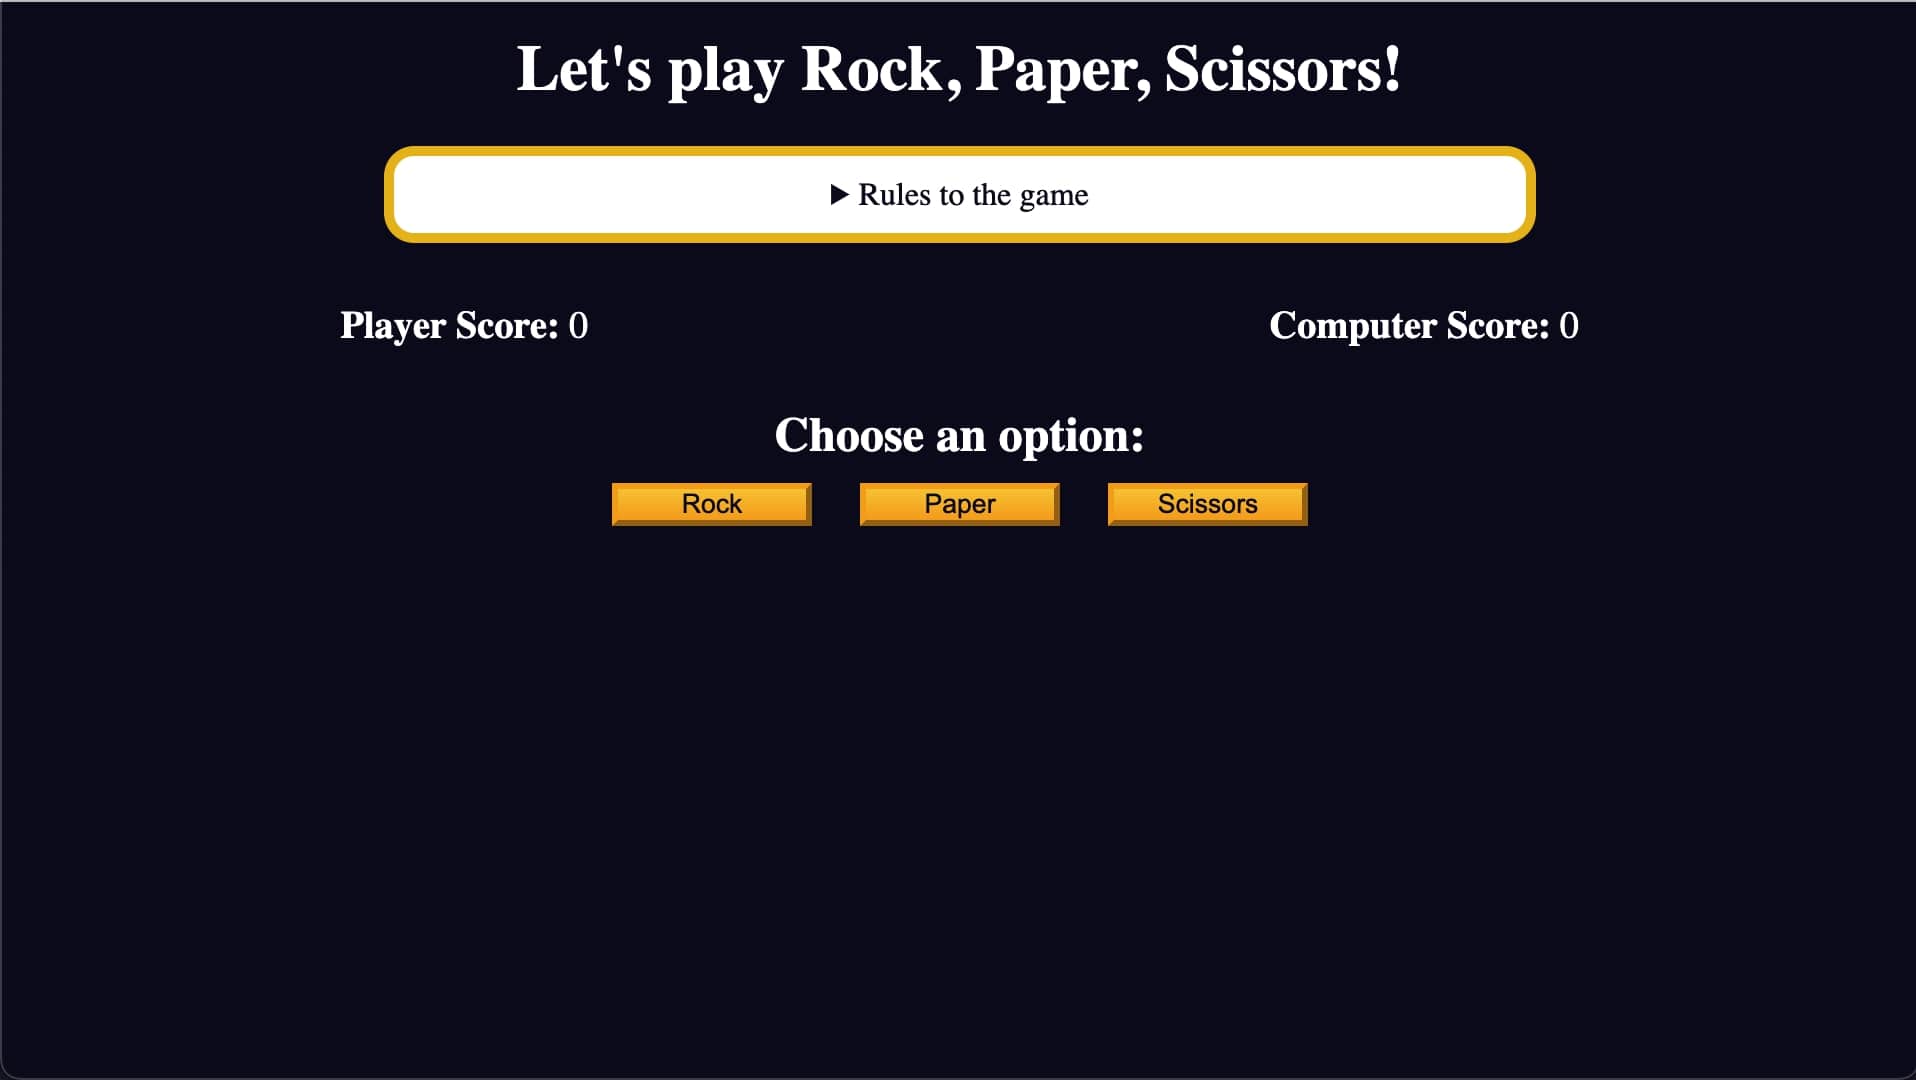 Let's play Rock, Paper, Scissors!
▶ Rules to the game
Player Score: 0
Computer Score: 0
Choose an option:
Rock
Paper
Scissors